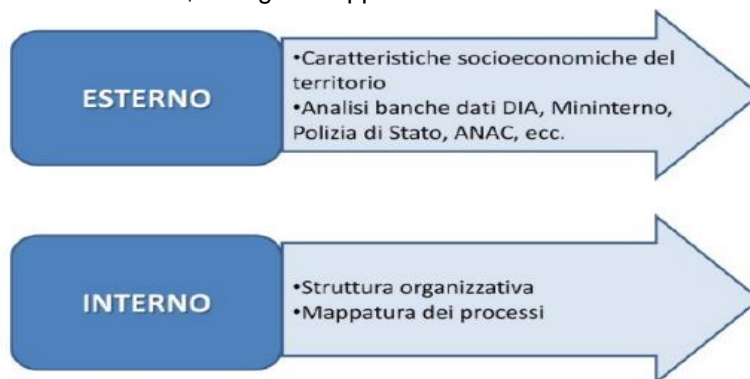 ESTERNO
•Caratteristiche socioeconomiche del
territorio
•Analisi banche dati DIA, Mininterno,
Polizia di Stato, ANAC, ecc.
INTERNO
•Struttura organizzativa
•Mappatura dei processi